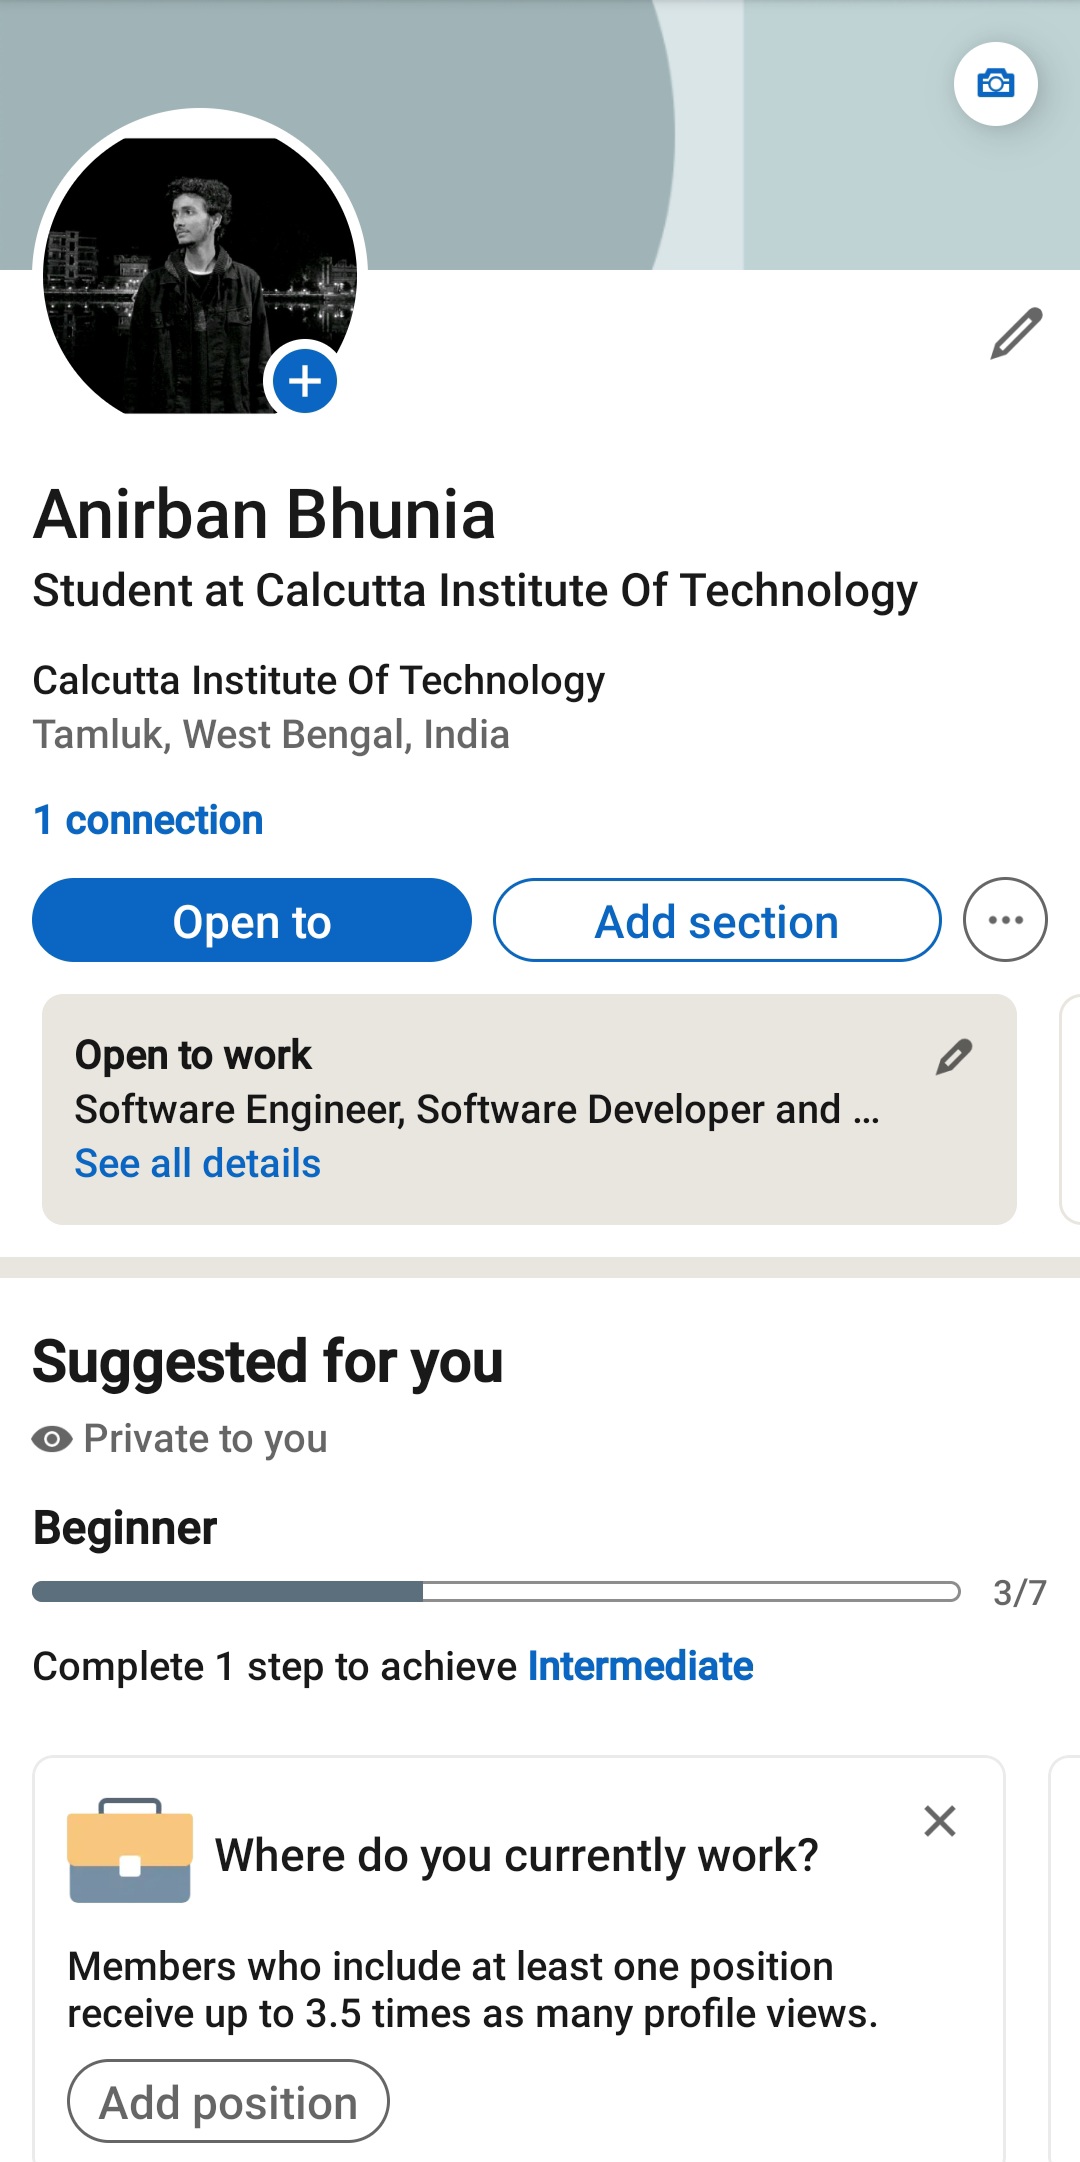 Anirban Bhunia
Student at Calcutta Institute Of Technology
Calcutta Institute Of Technology
Tamluk, West Bengal, India
1 connection
Open to
Add section
Open to work
Software Engineer, Software Developer and ...
See all details
Suggested for you
Private to you
Beginner
3/7
Complete 1 step to achieve Intermediate
Where do you currently work?
Members who include at least one position
receive up to 3.5 times as many profile views.
Add position